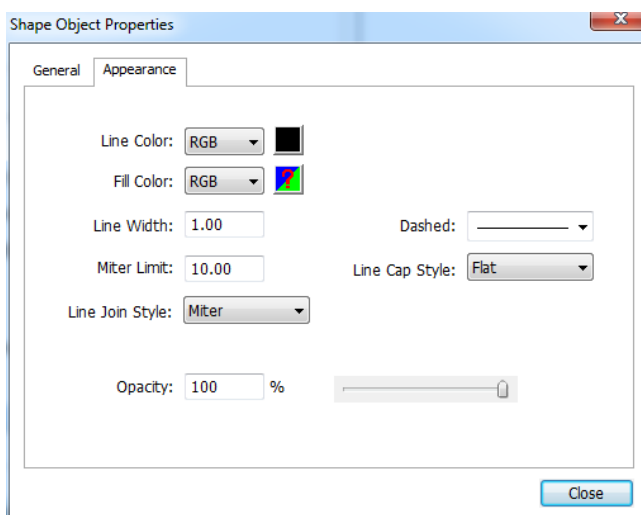 Shape Object Properties
General Appearance
Line Color: RGB
Fill Color: RGB ?
Line Width: 1.00 Dashed:
Miter Limit: 10.00 Line Cap Style: Flat
Line Join Style: Miter
Opacity: 100 %
Close